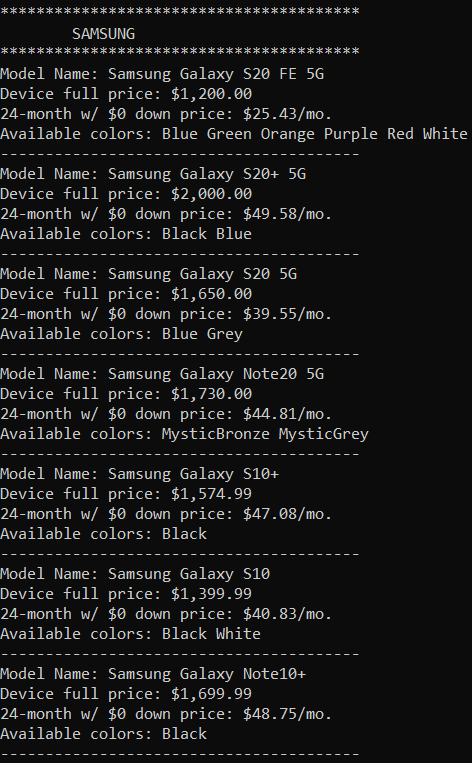 ****************************************
SAMSUNG
****************************************
Model Name: Samsung Galaxy S20 FE 5G
Device full price: $1,200.00
24-month w/ $0 down price: $25.43/mo.
Available colors: Blue Green Orange Purple Red White
----------------------------------------
Model Name: Samsung Galaxy S20+ 5G
Device full price: $2,000.00
24-month w/ $0 down price: $49.58/mo.
Available colors: Black Blue
----------------------------------------
Model Name: Samsung Galaxy S20 5G
Device full price: $1,650.00
24-month w/ $0 down price: $39.55/mo.
Available colors: Blue Grey
----------------------------------------
Model Name: Samsung Galaxy Note20 5G
Device full price: $1,730.00
24-month w/ $0 down price: $44.81/mo.
Available colors: MysticBronze MysticGrey
----------------------------------------
Model Name: Samsung Galaxy S10+
Device full price: $1,574.99
24-month w/ $0 down price: $47.08/mo.
Available colors: Black
----------------------------------------
Model Name: Samsung Galaxy S10
Device full price: $1,399.99
24-month w/ $0 down price: $40.83/mo.
Available colors: Black White
----------------------------------------
Model Name: Samsung Galaxy Note10+
Device full price: $1,699.99
24-month w/ $0 down price: $48.75/mo.
Available colors: Black
----------------------------------------